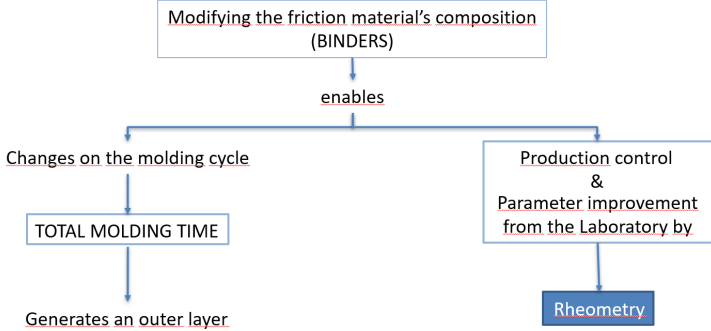 Modifying the friction material's composition
(BINDERS)
enables
Changes on the molding cycle
TOTAL MOLDING TIME
Generates an outer layer
Production control
&
Parameter improvement
from the Laboratory by
Rheometry